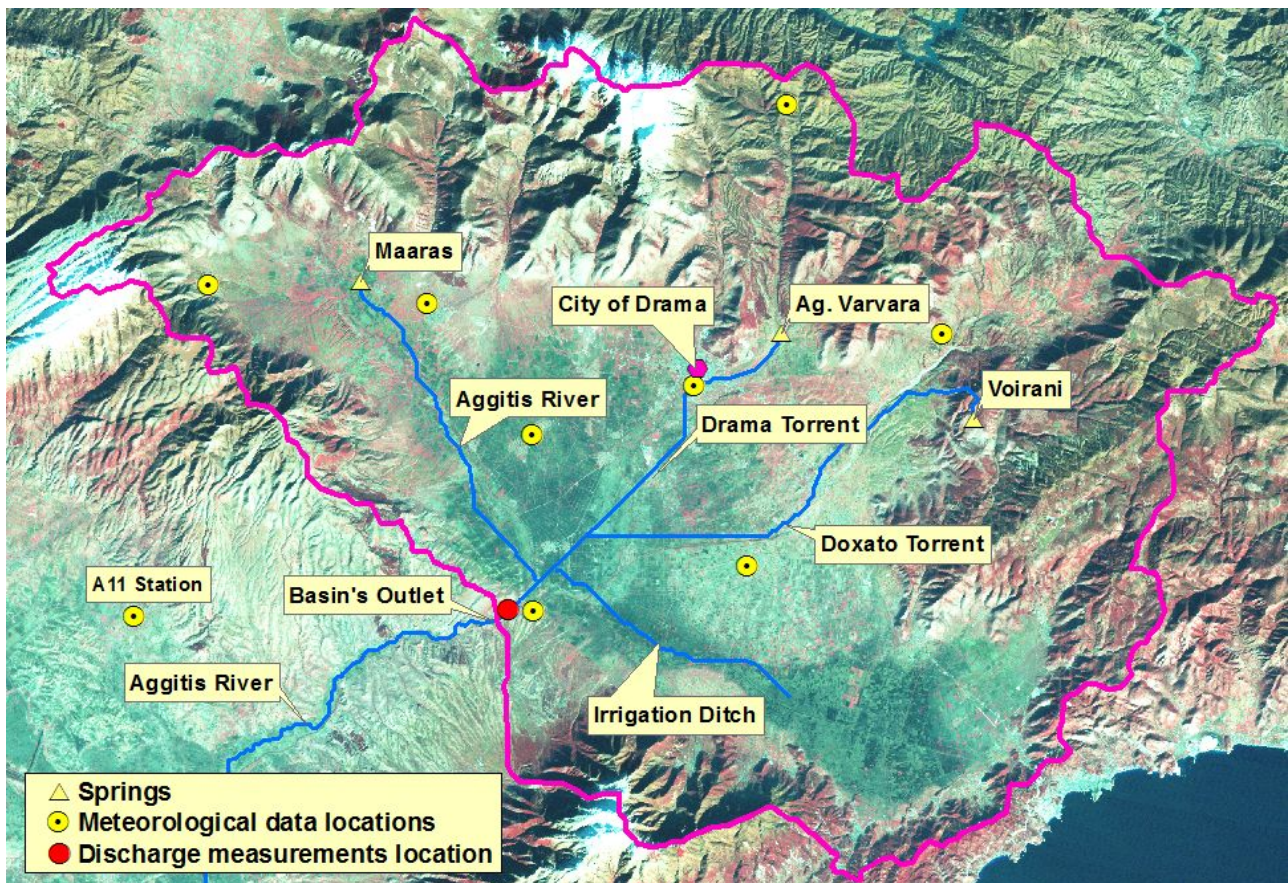 Maaras
City of Drama
Ag. Varvara
Voirani
Aggitis River
Drama Torrent
Doxato Torrent
A11 Station
Basin's Outlet
Aggitis River
Irrigation Ditch
Springs
Meteorological data locations
Discharge measurements location